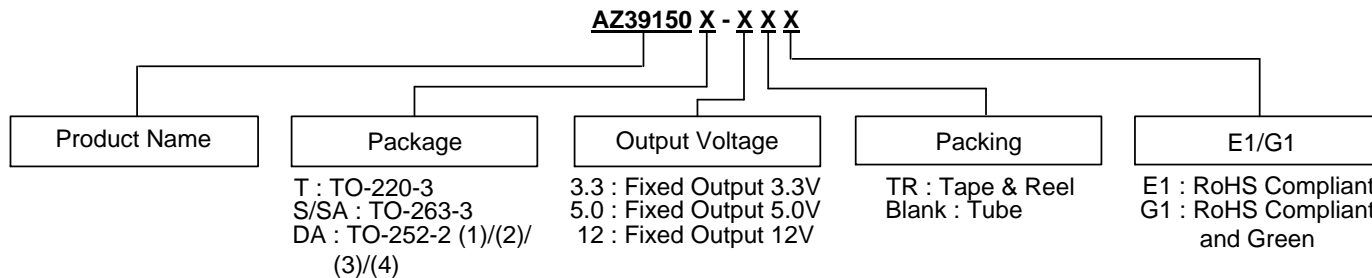 AZ39150 X - X X X
Product Name
Package
Output Voltage
Packing
E1/G1
T : TO-220-3
S/SA : TO-263-3
DA : TO-252-2 (1)/(2)/
(3)/(4)
3.3 : Fixed Output 3.3V
5.0 : Fixed Output 5.0V
12 : Fixed Output 12V
TR : Tape & Reel
Blank : Tube
E1 : RoHS Compliant
G1 : RoHS Compliant
and Green